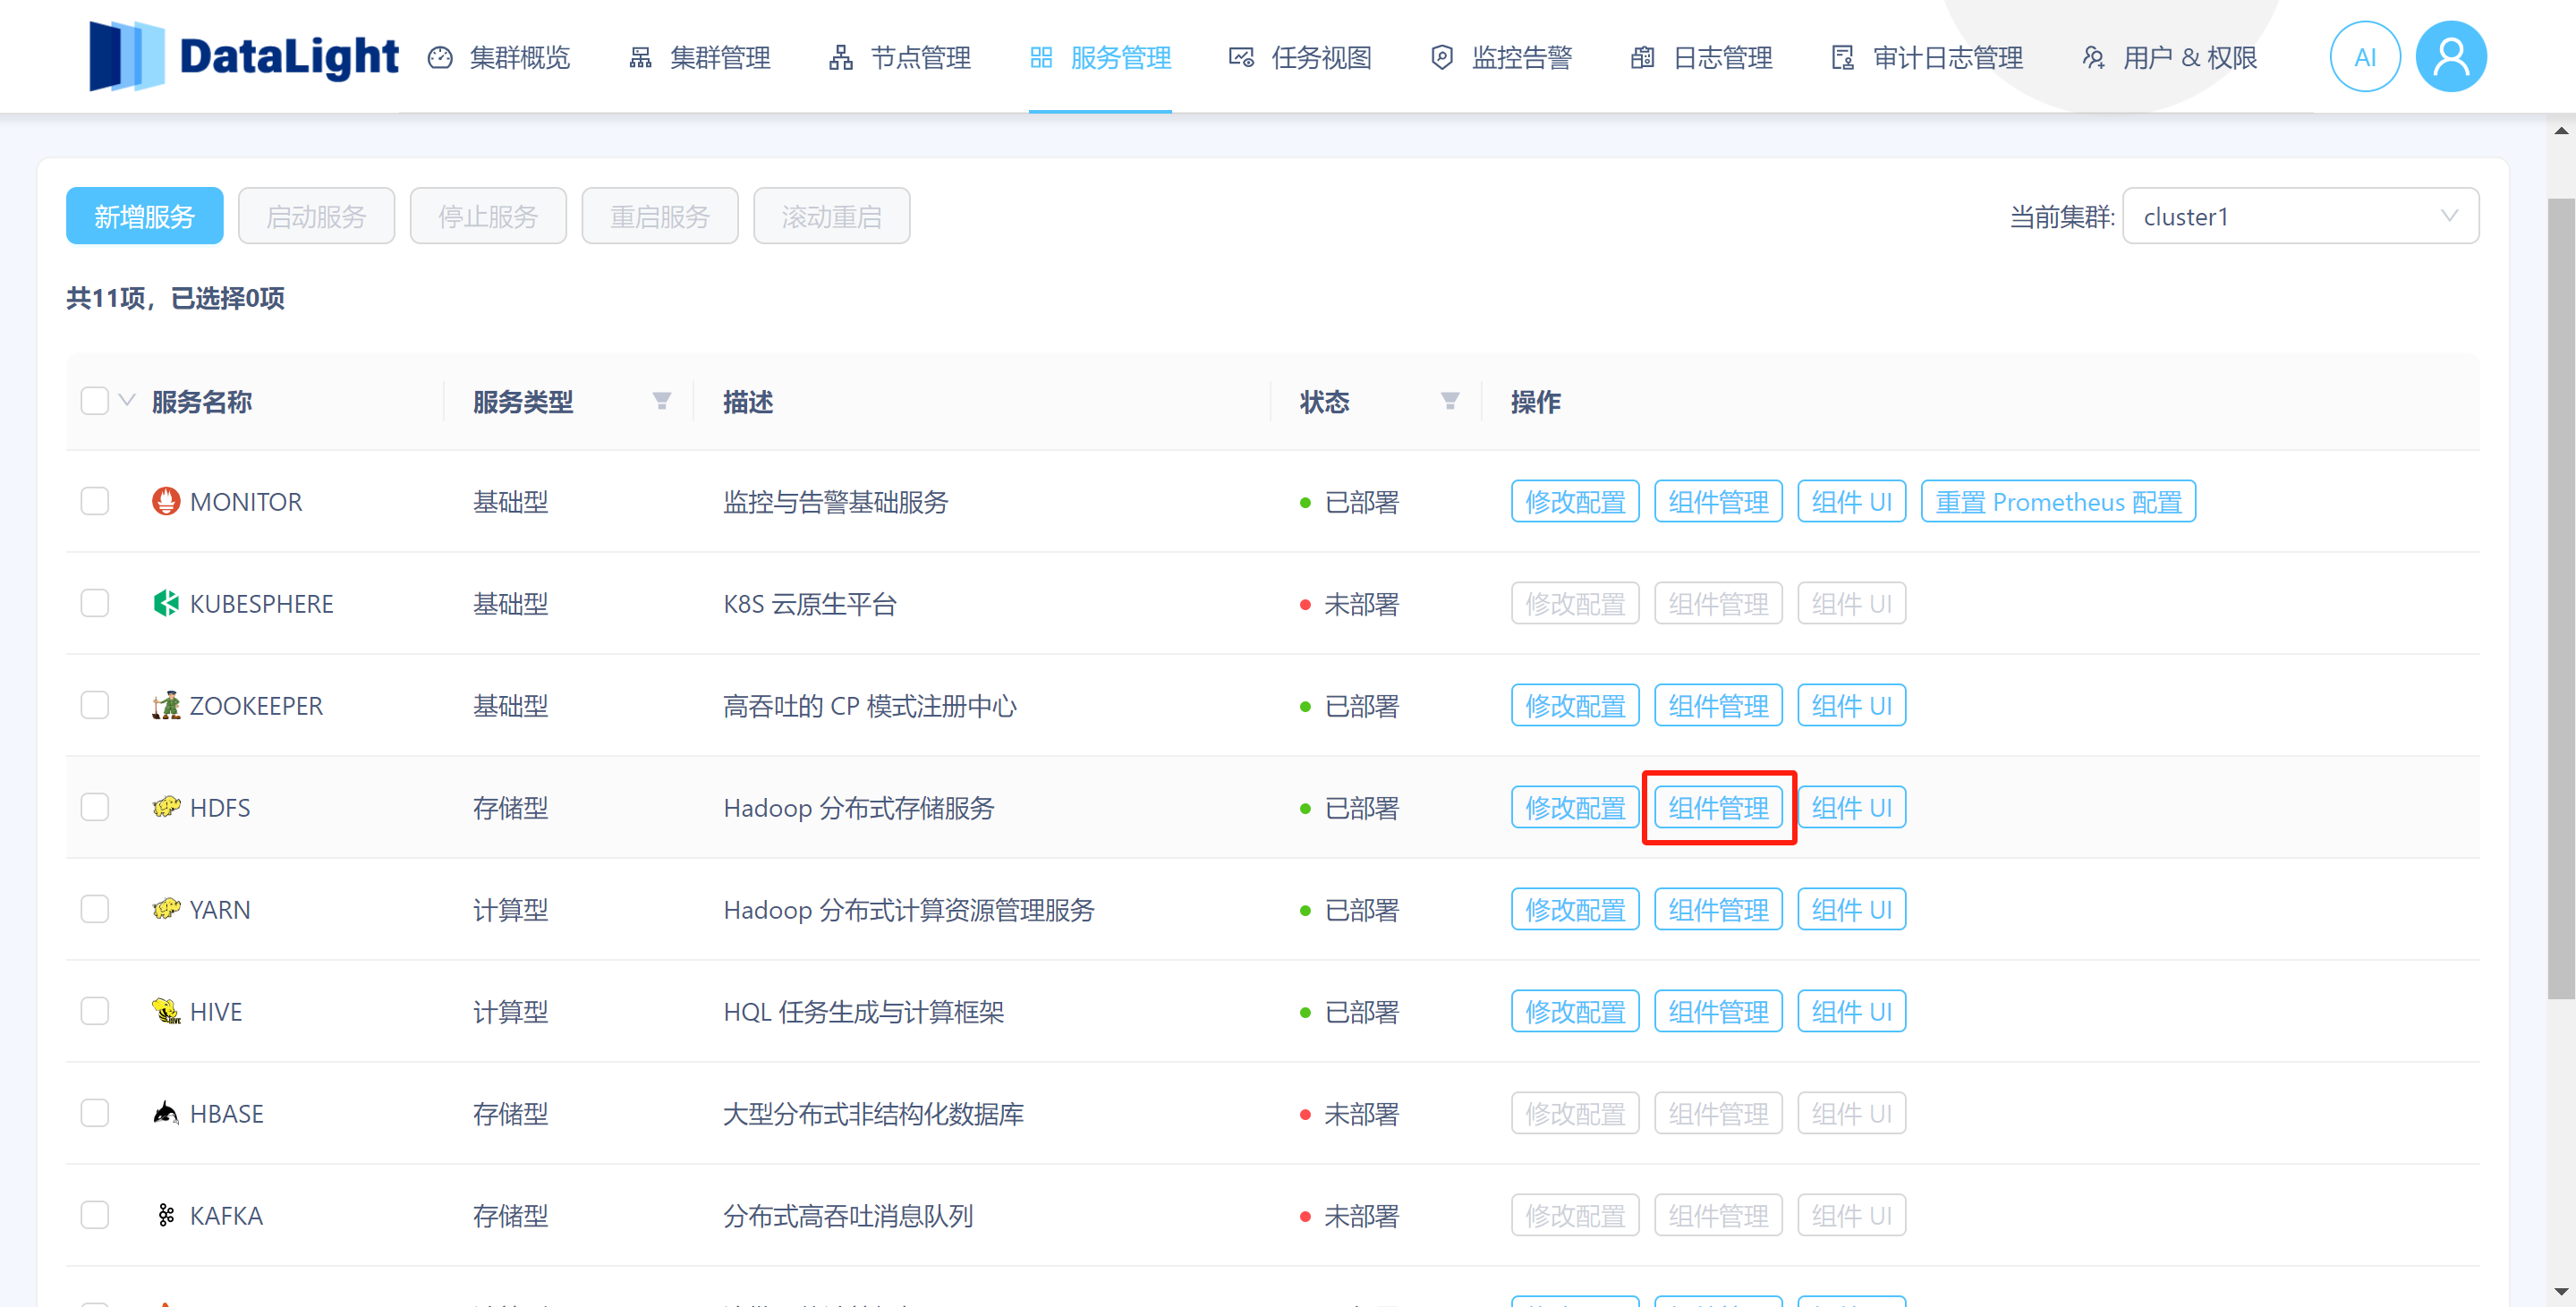 DataLight 集群概览 集群管理 节点管理 服务管理 任务视图 监控告警 日志管理 审计日志管理 用户 & 权限 AI
新增服务 启动服务 停止服务 重启服务 滚动重启 当前集群: cluster1
共11项，已选择0项
服务名称 服务类型 描述 状态 操作
MONITOR 基础型 监控与告警基础服务 已部署 修改配置 组件管理 组件 UI 重置 Prometheus 配置
KUBESPHERE 基础型 K8S 云原生平台 未部署 修改配置 组件管理 组件 UI
ZOOKEEPER 基础型 高吞吐的 CP 模式注册中心 已部署 修改配置 组件管理 组件 UI
HDFS 存储型 Hadoop 分布式存储服务 已部署 修改配置 组件管理 组件 UI
YARN 计算型 Hadoop 分布式计算资源管理服务 已部署 修改配置 组件管理 组件 UI
HIVE 计算型 HQL 任务生成与计算框架 已部署 修改配置 组件管理 组件 UI
HBASE 存储型 大型分布式非结构化数据库 未部署 修改配置 组件管理 组件 UI
KAFKA 存储型 分布式高吞吐消息队列 未部署 修改配置 组件管理 组件 UI